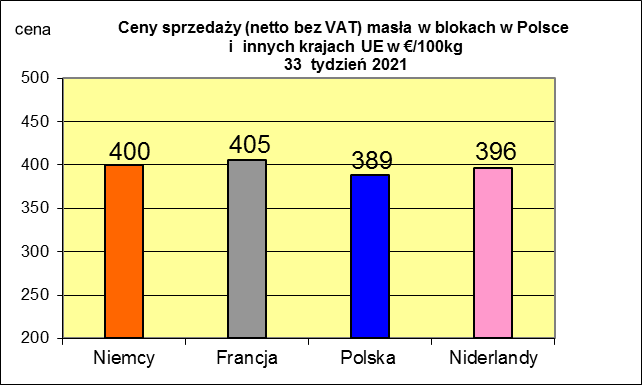 cena
Ceny sprzedaży (netto bez VAT) masła w blokach w Polsce
i innych krajach UE w €/100kg
33 tydzień 2021
500
450
400
350
300
250
200
400
405
389
396
Niemcy
Francja
Polska
Niderlandy